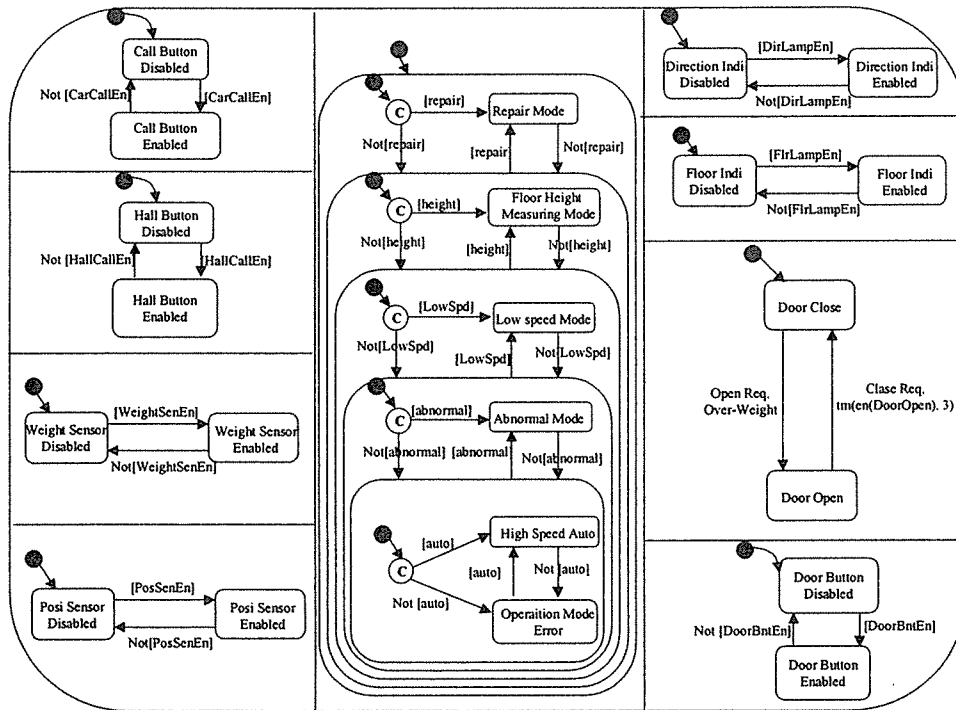 Call Button
Disabled
Not [CarCallEn]
[CarCallEn]
Call Button
Enabled
Hall Button
Disabled
Not [HallCallEn]
[HallCallEn]
Hall Button
Enabled
Weight Sensor
Disabled
[WeightSenEn]
Weight Sensor
Enabled
Not[WeightSenEn]
Posi Sensor
Disabled
[PosSenEn]
Posi Sensor
Enabled
Not[PosSenEn]
C
[repair]
Repair Mode
Not[repair]
[repair
Not[repair]
C
[height]
Floor Height
Measuring Mode
Not[height]
[height]
Not[height]
C
[LowSpd]
Low speed Mode
Not[LowSpd]
[LowSpd]
Not[LowSpd]
C
[abnormal]
Abnormal Mode
Not[abnormal]
[abnormal
Not[abnormal]
C
[auto]
High Speed Auto
[auto]
Not [auto]
Not [auto]
Operaition Mode
Error
Direction Indi
Disabled
[DirLampEn]
Direction Indi
Enabled
Not[DirLampEn]
Floor Indi
Disabled
[FlrLampEn]
Floor Indi
Enabled
Not[FlrLampEn]
Door Close
Open Req.
Over-Weight
Clase Req.
tm(en(DoorOpen). 3)
Door Open
Door Button
Disabled
Not [DoorBntEn]
[DoorBntEn]
Door Button
Enabled